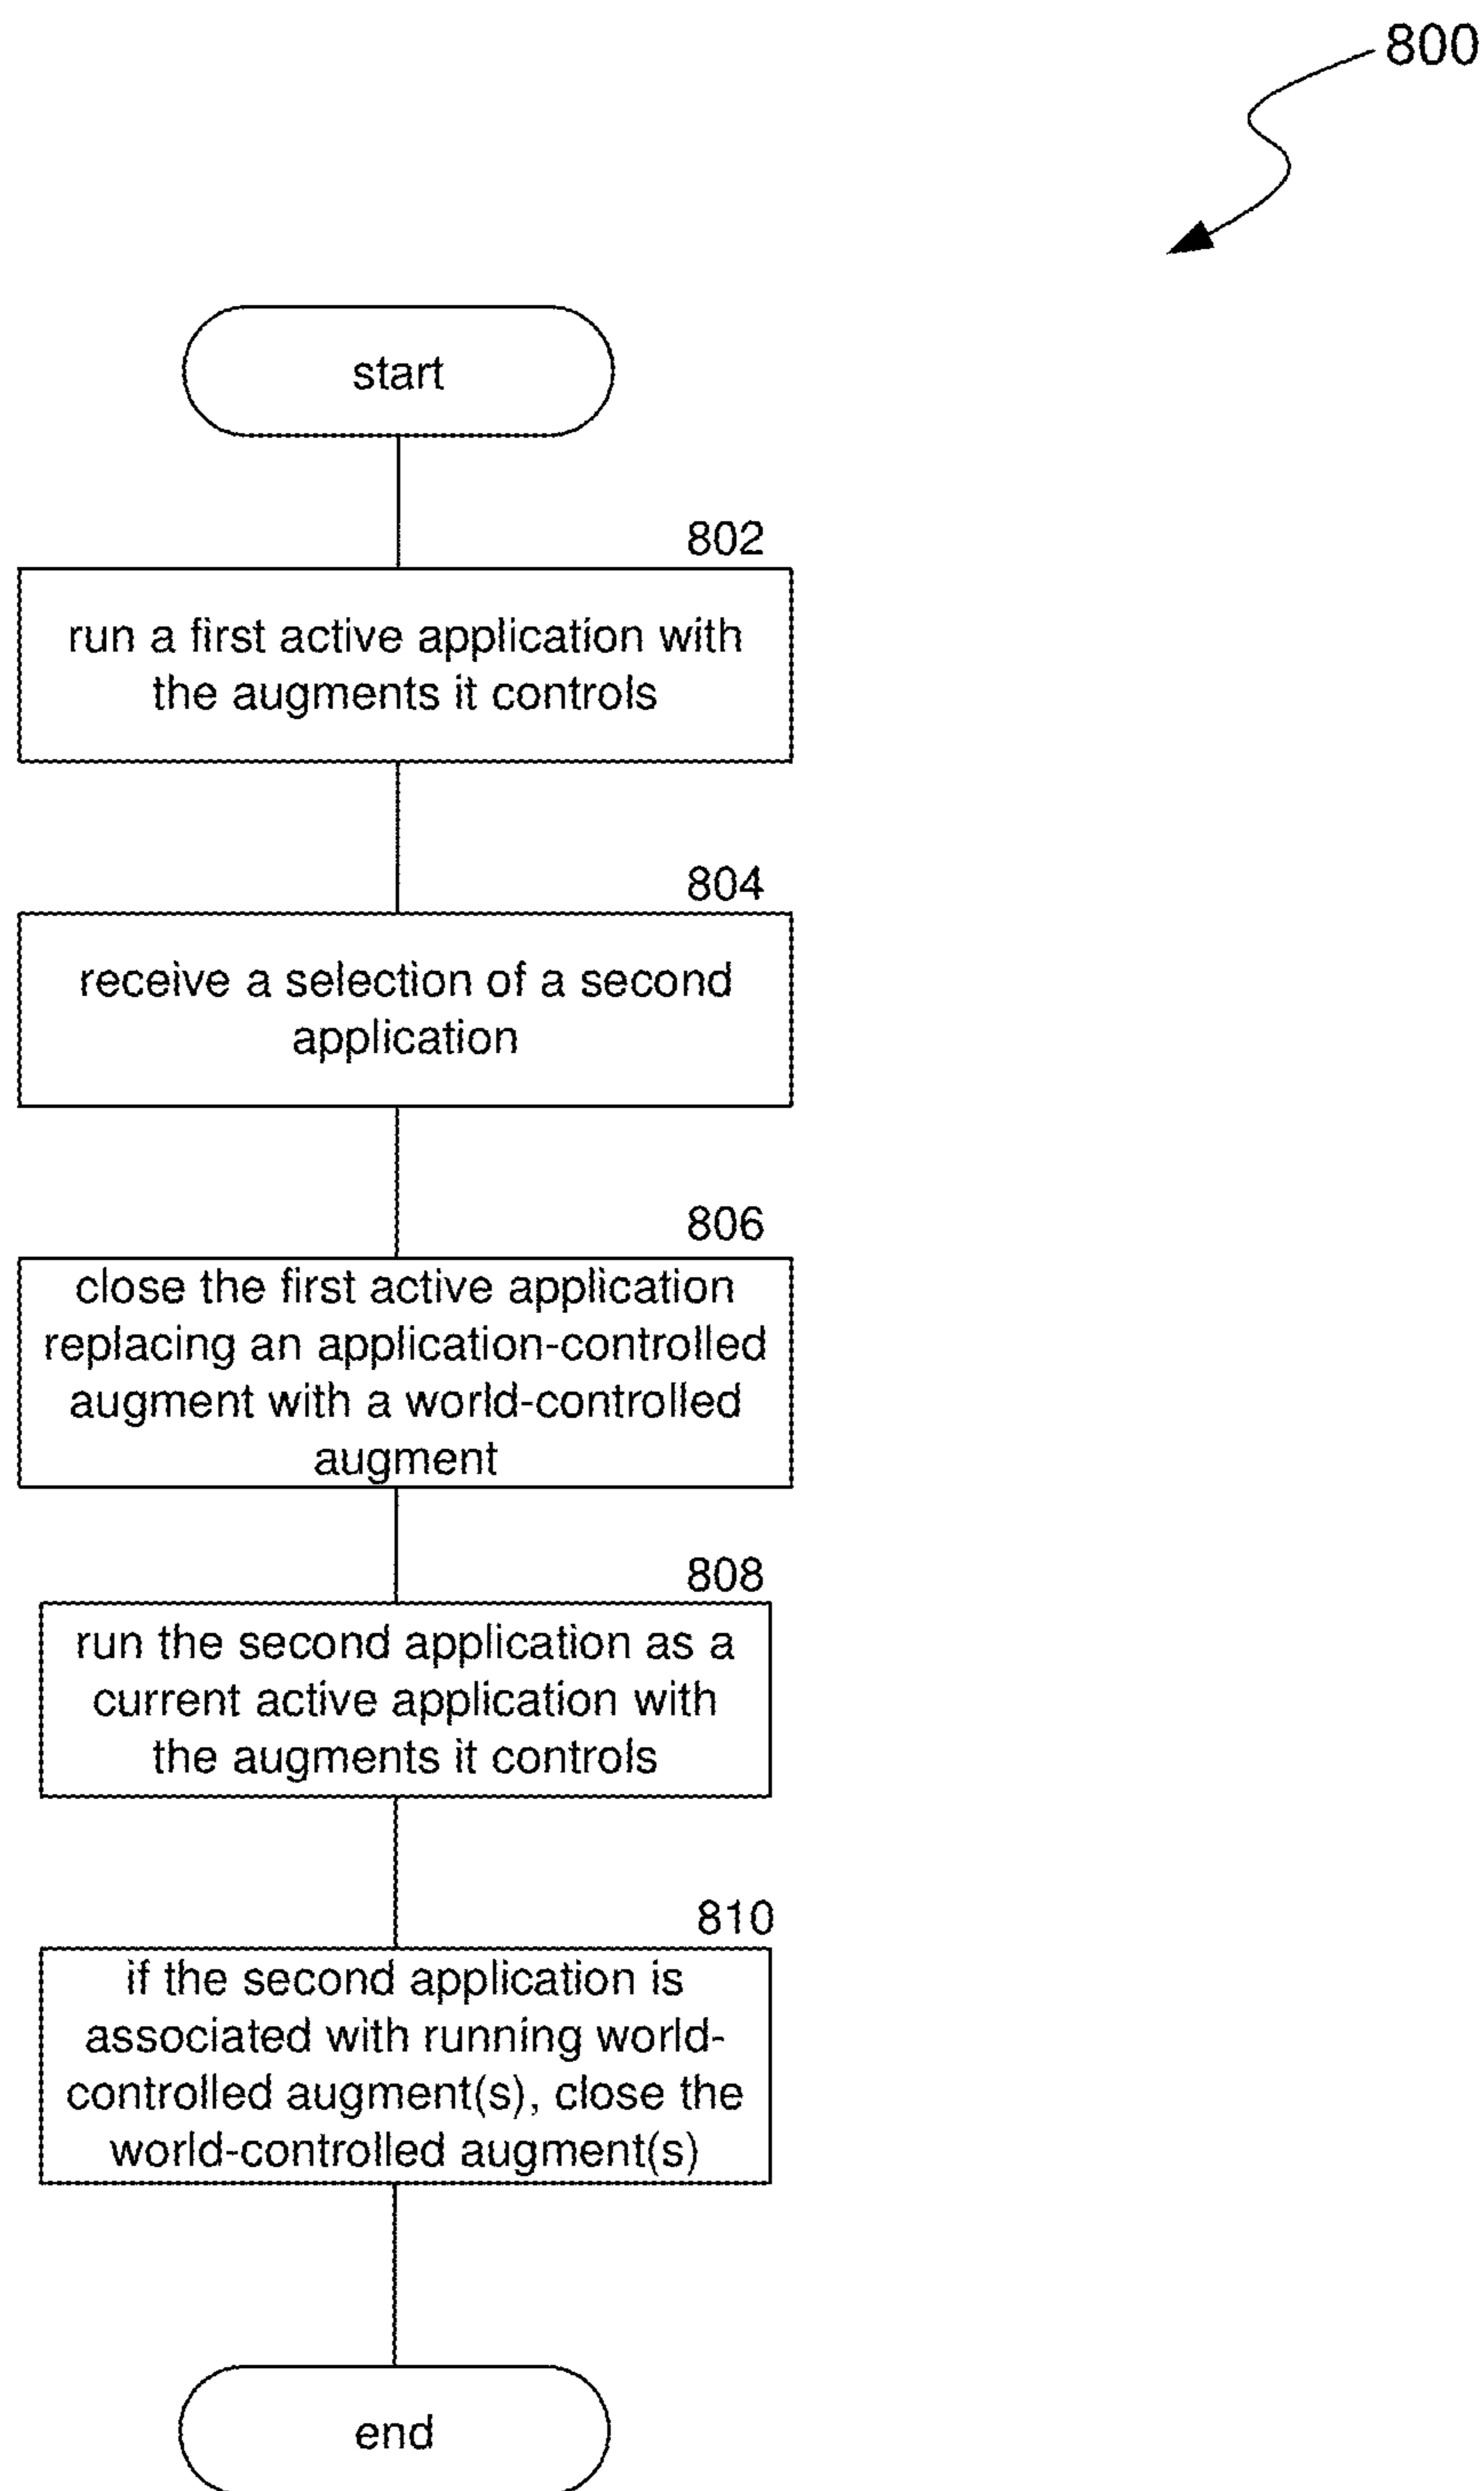 800
start
802
run a first active application with
the augments it controls
804
receive a selection of a second
application
806
close the first active application
replacing an application-controlled
augment with a world-controlled
augment
808
run the second application as a
current active application with
the augments it controls
810
if the second application is
associated with running world-
controlled augment(s), close the
world-controlled augment(s)
end